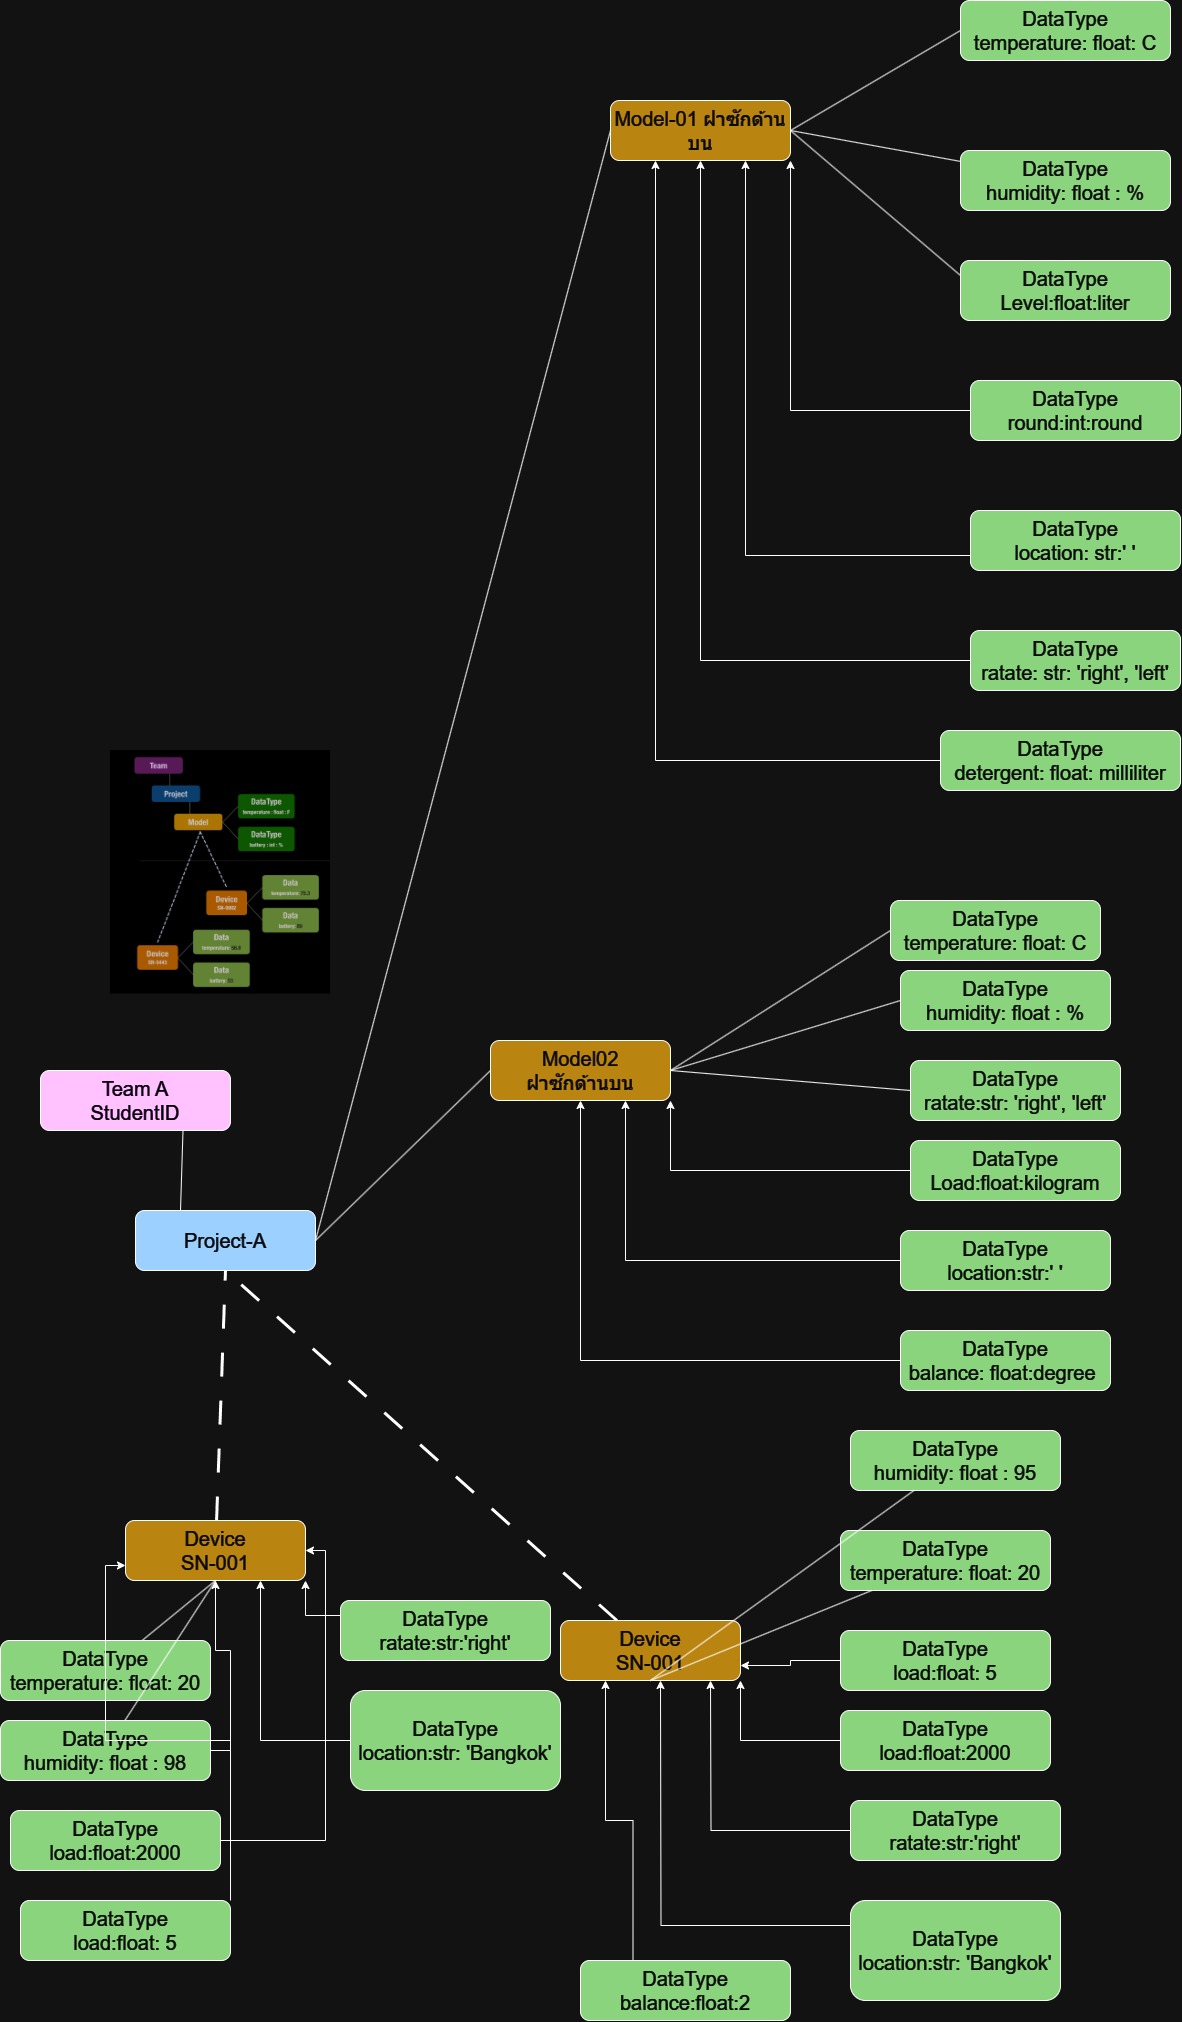 DataType
temperature: float: C
Model-01 ฝาซักด้าน
บน
DataType
humidity: float : %
DataType
Level:float:liter
DataType
round:int:round
DataType
location: str:' '
DataType
ratate: str: 'right', 'left'
DataType
detergent: float: milliliter
Team
Project
Model
DataType
temperature : float : F
DataType
battery : int : %
Device
Data
temperature:
Data
battery:
Device
Data
temperature:
Data
battery:
DataType
temperature: float: C
DataType
humidity: float : %
Model02
ฝาซักด้านบน
DataType
ratate:str: 'right', 'left'
DataType
Load:float:kilogram
DataType
location:str:' '
DataType
balance: float:degree
Team A
StudentID
Project-A
Device
SN-001
DataType
temperature: float: 20
DataType
humidity: float : 98
DataType
load:float:2000
DataType
load:float: 5
DataType
ratate:str:'right'
DataType
location:str: 'Bangkok'
Device
SN-001
DataType
humidity: float : 95
DataType
temperature: float: 20
DataType
load:float: 5
DataType
load:float:2000
DataType
ratate:str:'right'
DataType
location:str: 'Bangkok'
DataType
balance:float:2